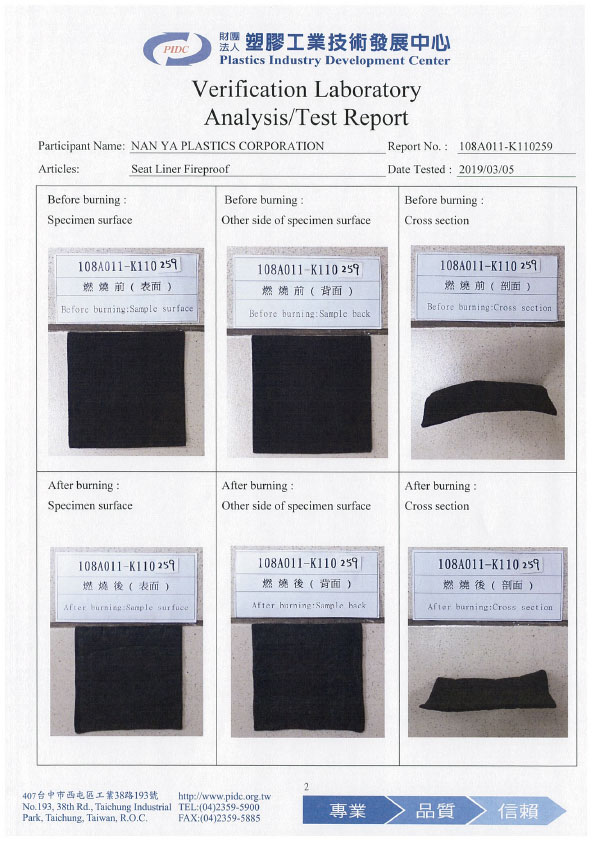 PIDC
財團法人 塑膠工業技術發展中心
Plastics Industry Development Center
Verification Laboratory
Analysis/Test Report
Participant Name: NAN YA PLASTICS CORPORATION Report No. : 108A011-K110259
Articles: Seat Liner Fireproof Date Tested : 2019/03/05
Before burning :
Specimen surface
108A011-K110 259
燃燒前(表面)
Before burning:Sample surface
Before burning :
Other side of specimen surface
108A011-K110 259
燃燒前(背面)
Before burning:Sample back
Before burning :
Cross section
108A011-K110 259
燃燒前(剖面)
Before burning:Cross section
After burning :
Specimen surface
108A011-K110 259
燃燒後(表面)
After burning:Sample surface
After burning :
Other side of specimen surface
108A011-K110 259
燃燒後(背面)
After burning:Sample back
After burning :
Cross section
108A011-K110 259
燃燒後(剖面)
After burning:Cross section
2
407台中市西屯區工業38路193號 http://www.pidc.org.tw
No.193, 38th Rd., Taichung Industrial TEL:(04)2359-5900
Park, Taichung, Taiwan, R.O.C. FAX:(04)2359-5885
專業 品質 信賴